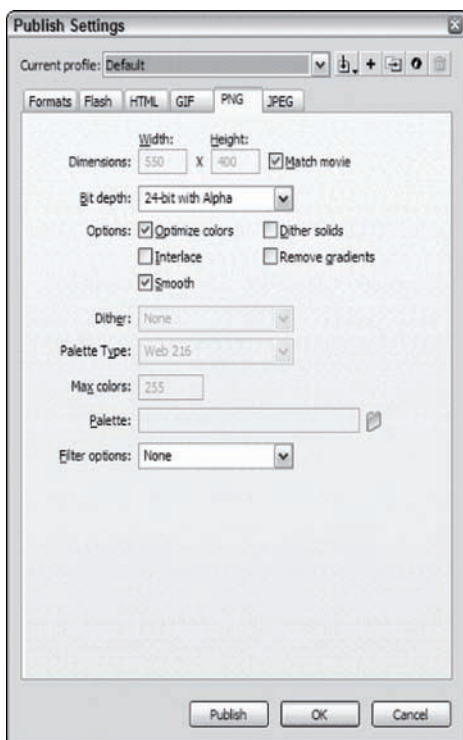 Publish Settings
Current profile: Default
Formats Flash HTML GIF PNG JPEG
Width: Height:
Dimensions: 550 X 400 Match movie
Bit depth: 24-bit with Alpha
Options: Optimize colors Dither solids
Interlace Remove gradients
Smooth
Dither: None
Palette Type: Web 216
Max colors: 255
Palette:
Filter options: None
Publish OK Cancel